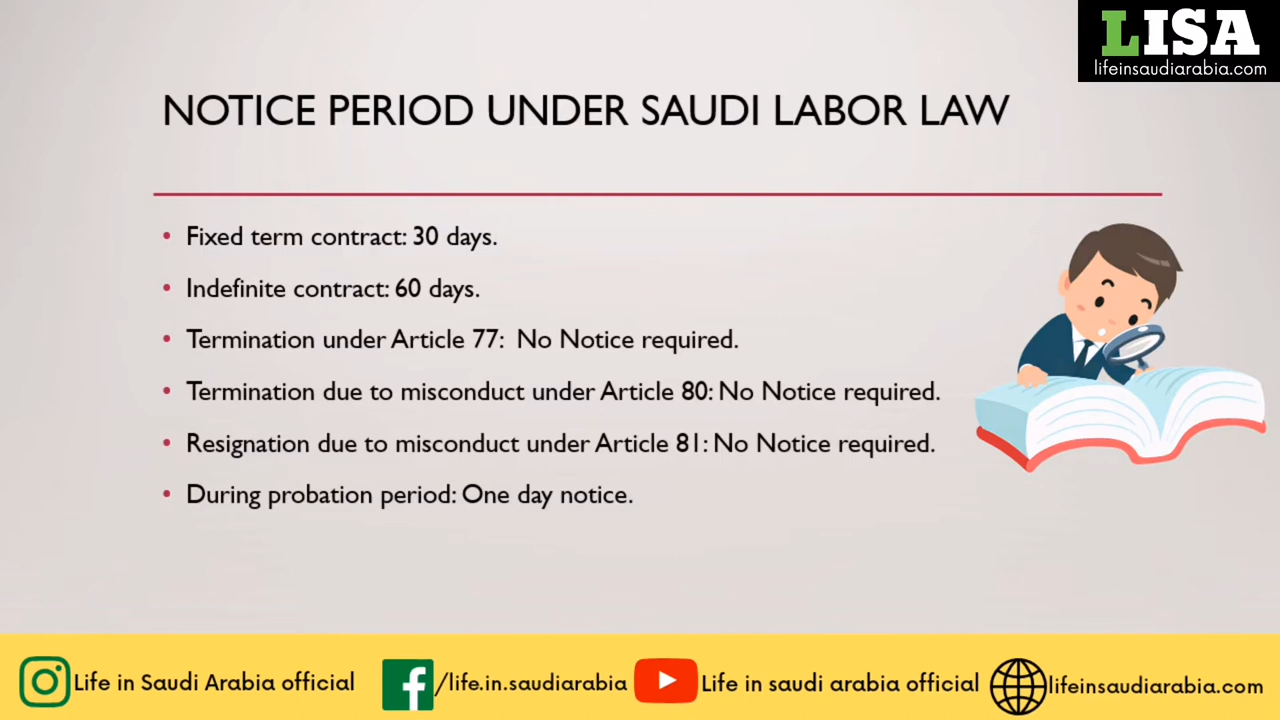 LISA
lifeinsaudiarabia.com
NOTICE PERIOD UNDER SAUDI LABOR LAW
• Fixed term contract: 30 days.
• Indefinite contract: 60 days.
• Termination under Article 77: No Notice required.
• Termination due to misconduct under Article 80: No Notice required.
• Resignation due to misconduct under Article 81: No Notice required.
• During probation period: One day notice.
Life in Saudi Arabia official
/life.in.saudiarabia
Life in saudi arabia official
lifeinsaudiarabia.com